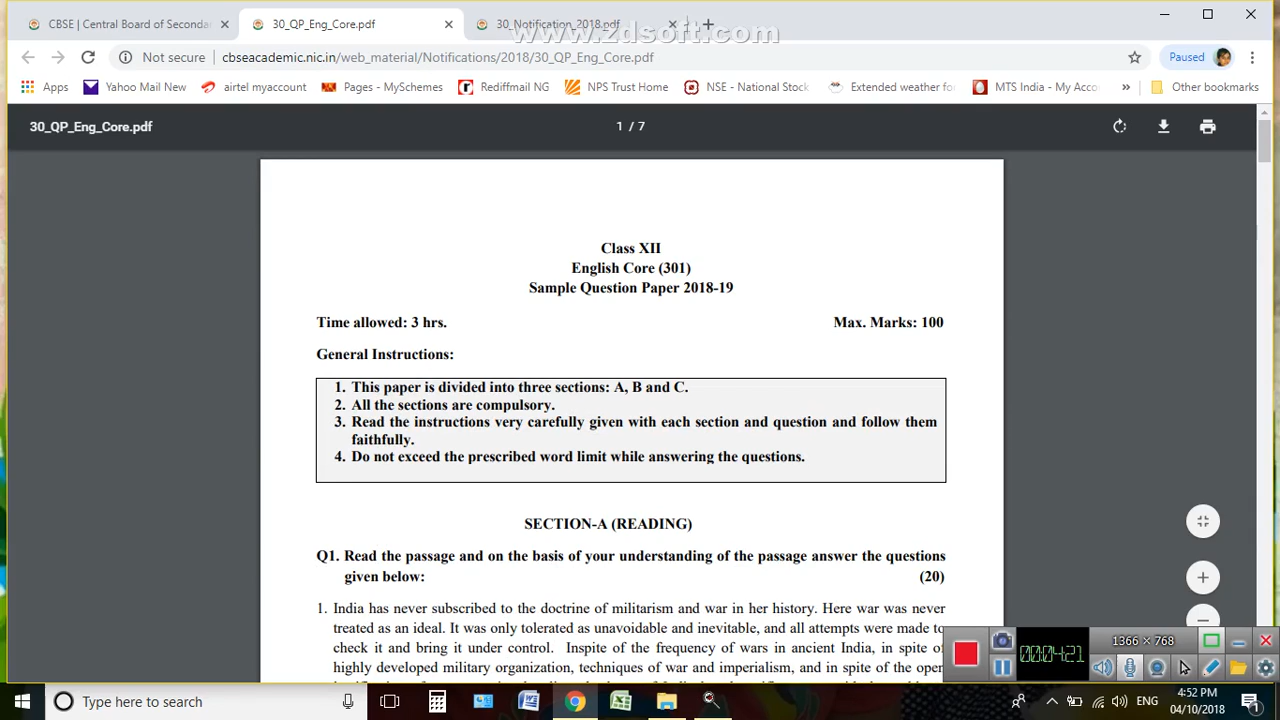 CBSE | Central Board of Secondar
30_QP_Eng_Core.pdf
30_Notification_2018.pdf
www.zdsoft.com
Not secure
cbseacademic.nic.in/web_material/Notifications/2018/30_QP_Eng_Core.pdf
Paused
Apps
Yahoo Mail New
airtel myaccount
Pages - MySchemes
Rediffmail NG
NPS Trust Home
NSE - National Stock
Extended weather fo
MTS India - My Acco
»
Other bookmarks
30_QP_Eng_Core.pdf
1 / 7
Class XII
English Core (301)
Sample Question Paper 2018-19
Time allowed: 3 hrs.
Max. Marks: 100
General Instructions:
1. This paper is divided into three sections: A, B and C.
2. All the sections are compulsory.
3. Read the instructions very carefully given with each section and question and follow them
faithfully.
4. Do not exceed the prescribed word limit while answering the questions.
SECTION-A (READING)
Q1. Read the passage and on the basis of your understanding of the passage answer the questions
given below: (20)
1. India has never subscribed to the doctrine of militarism and war in her history. Here war was never
treated as an ideal. It was only tolerated as unavoidable and inevitable, and all attempts were made to
check it and bring it under control. Inspite of the frequency of wars in ancient India, in spite of
highly developed military organization, techniques of war and imperialism, and in spite of the open
1366 × 768
00:04:21
Type here to search
ENG
4:52 PM
04/10/2018
1